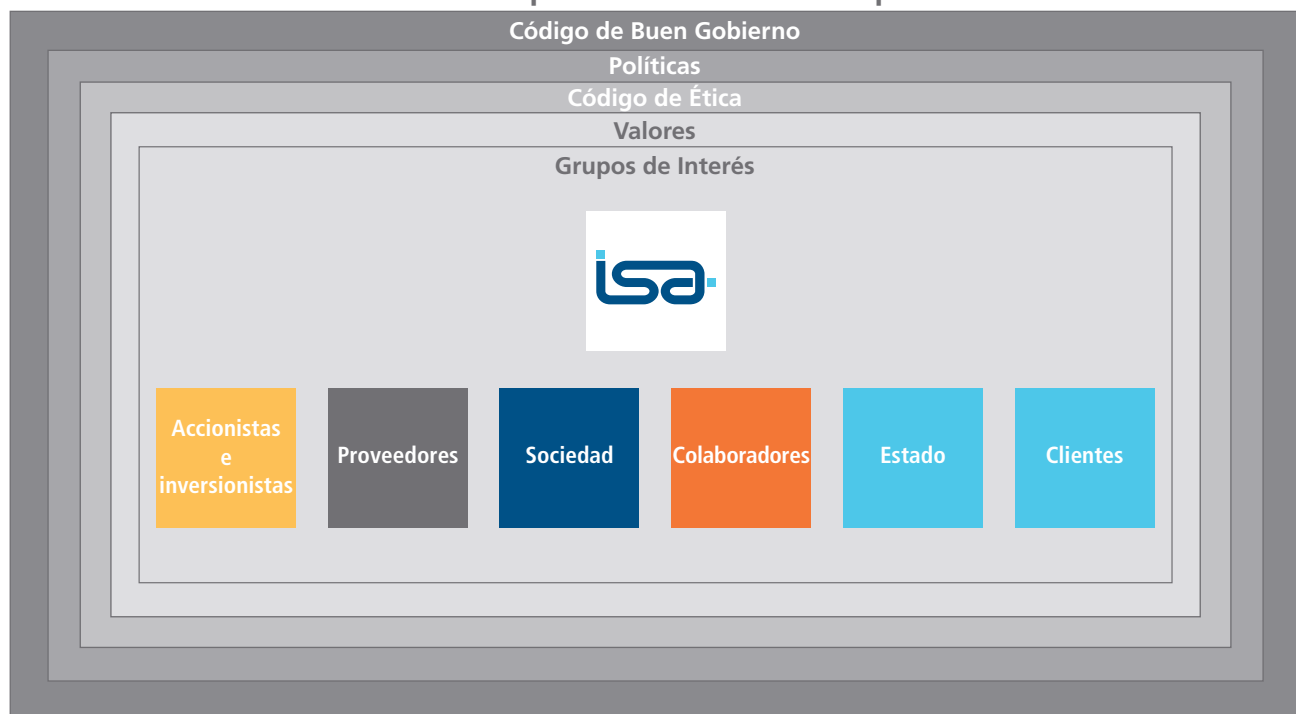 Código de Buen Gobierno
Políticas
Código de Ética
Valores
Grupos de Interés
isa
Accionistas
e
inversionistas
Proveedores
Sociedad
Colaboradores
Estado
Clientes